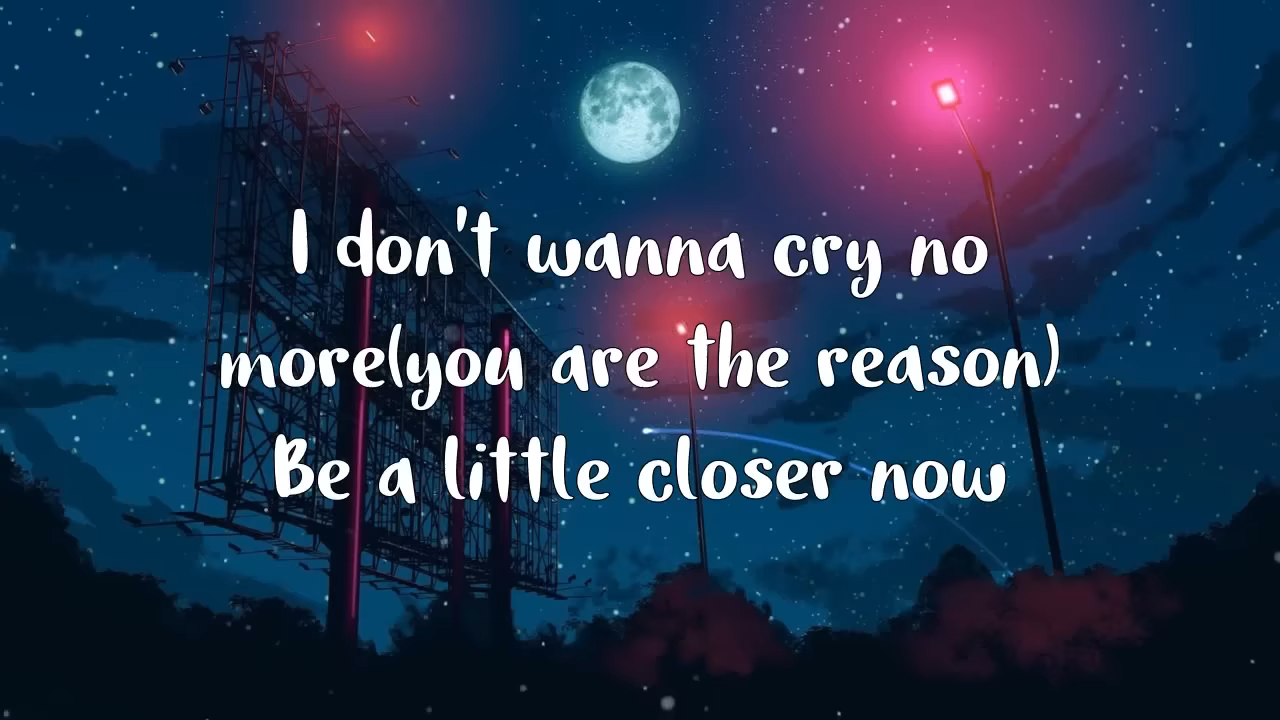 I don't wanna cry no
more(you are the reason)
Be a little closer now